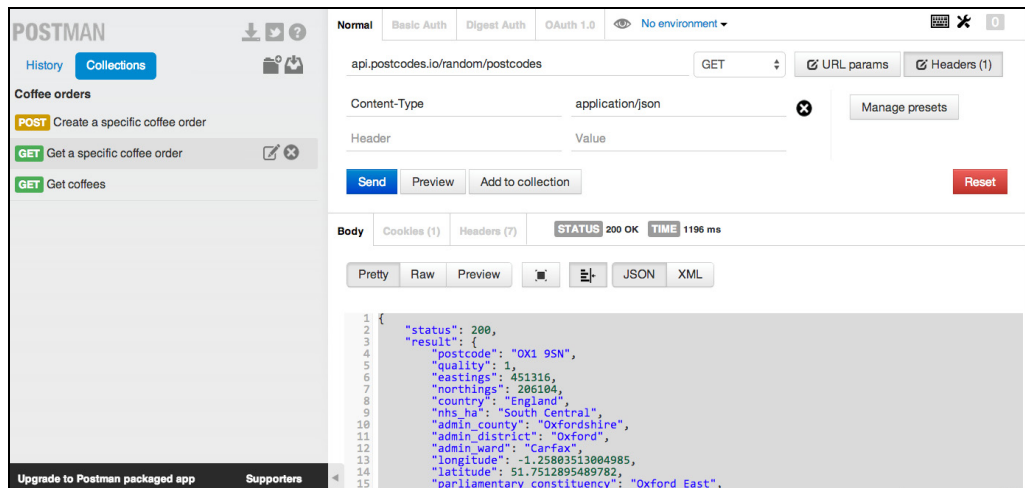 POSTMAN
History Collections
Coffee orders
POST Create a specific coffee order
GET Get a specific coffee order
GET Get coffees
Upgrade to Postman packaged app Supporters
Normal Basic Auth Digest Auth OAuth 1.0 No environment 0
api.postcodes.io/random/postcodes GET URL params Headers (1)
Content-Type application/json Manage presets
Header Value
Send Preview Add to collection Reset
Body Cookies (1) Headers (7) STATUS 200 OK TIME 1196 ms
Pretty Raw Preview JSON XML
1 {
2 "status": 200,
3 "result": {
4 "postcode": "OX1 9SN",
5 "quality": 1,
6 "eastings": 451316,
7 "northings": 206104,
8 "country": "England",
9 "nhs_ha": "South Central",
10 "admin_county": "Oxfordshire",
11 "admin_district": "Oxford",
12 "admin_ward": "Carfax",
13 "longitude": -1.25803513004985,
14 "latitude": 51.7512895489782,
15 "parliamentary_constituency": "Oxford East",